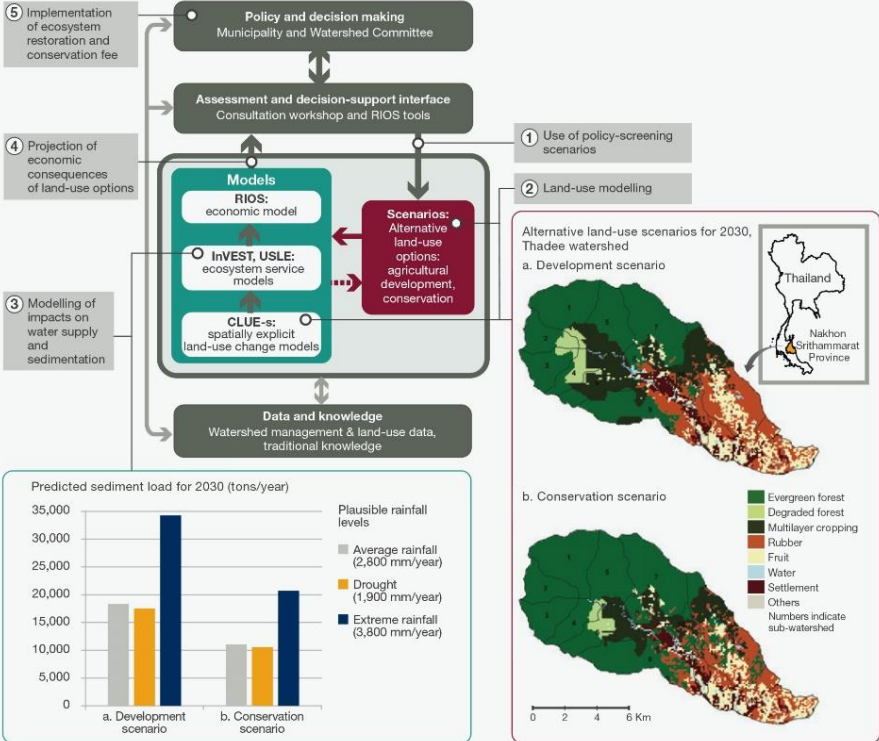 5 Implementation
of ecosystem
restoration and
conservation fee
Policy and decision making
Municipality and Watershed Committee
Assessment and decision-support interface
Consultation workshop and RIOS tools
4 Projection of
economic
consequences
of land-use options
1 Use of policy-screening
scenarios
2 Land-use modelling
Models
RIOS:
economic model
InVEST, USLE:
ecosystem service
models
CLUE-s:
spatially explicit
land-use change models
Scenarios:
Alternative
land-use
options:
agricultural
development,
conservation
3 Modelling of
impacts on
water supply
and
sedimentation
Data and knowledge
Watershed management & land-use data,
traditional knowledge
Alternative land-use scenarios for 2030,
Thadee watershed
a. Development scenario
Thailand
Nakhon
Srithammarat
Province
b. Conservation scenario
Evergreen forest
Degraded forest
Multilayer cropping
Rubber
Fruit
Water
Settlement
Others
Numbers indicate
sub-watershed
0 2 4 6 Km
Predicted sediment load for 2030 (tons/year)
35,000
30,000
25,000
20,000
15,000
10,000
5,000
0
a. Development
scenario
b. Conservation
scenario
Plausible rainfall
levels
Average rainfall
(2,800 mm/year)
Drought
(1,900 mm/year)
Extreme rainfall
(3,800 mm/year)